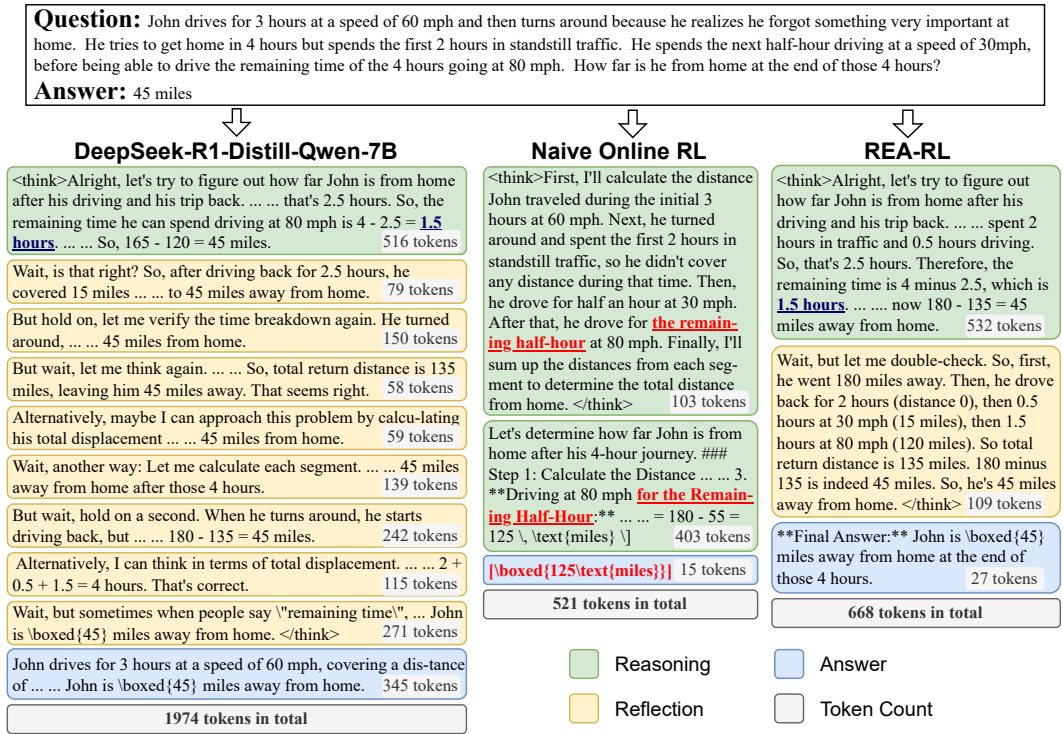 Question: John drives for 3 hours at a speed of 60 mph and then turns around because he realizes he forgot something very important at
home. He tries to get home in 4 hours but spends the first 2 hours in standstill traffic. He spends the next half-hour driving at a speed of 30mph,
before being able to drive the remaining time of the 4 hours going at 80 mph. How far is he from home at the end of those 4 hours?
Answer: 45 miles
DeepSeek-R1-Distill-Qwen-7B
<think>Alright, let's try to figure out how far John is from home
after his driving and his trip back. ... ... that's 2.5 hours. So, the
remaining time he can spend driving at 80 mph is 4 - 2.5 = 1.5
hours. ... ... So, 165 - 120 = 45 miles.
516 tokens
Wait, is that right? So, after driving back for 2.5 hours, he
covered 15 miles ... ... to 45 miles away from home.
79 tokens
But hold on, let me verify the time breakdown again. He turned
around, ... ... 45 miles from home.
150 tokens
But wait, let me think again. ... ... So, total return distance is 135
miles, leaving him 45 miles away. That seems right.
58 tokens
Alternatively, maybe I can approach this problem by calcu-lating
his total displacement ... ... 45 miles from home.
59 tokens
Wait, another way: Let me calculate each segment. ... ... 45 miles
away from home after those 4 hours.
139 tokens
But wait, hold on a second. When he turns around, he starts
driving back, but ... ... 180 - 135 = 45 miles.
242 tokens
Alternatively, I can think in terms of total displacement. ... ... 2 +
0.5 + 1.5 = 4 hours. That's correct.
115 tokens
Wait, but sometimes when people say \"remaining time\", ... John
is \boxed{45} miles away from home. </think>
271 tokens
John drives for 3 hours at a speed of 60 mph, covering a dis-tance
of ... ... John is \boxed{45} miles away from home.
345 tokens
1974 tokens in total
Naive Online RL
<think>First, I'll calculate the distance
John traveled during the initial 3
hours at 60 mph. Next, he turned
around and spent the first 2 hours in
standstill traffic, so he didn't cover
any distance during that time. Then,
he drove for half an hour at 30 mph.
After that, he drove for the remain-
ing half-hour at 80 mph. Finally, I'll
sum up the distances from each seg-
ment to determine the total distance
from home. </think>
103 tokens
Let's determine how far John is from
home after his 4-hour journey. ###
Step 1: Calculate the Distance ... ... 3.
**Driving at 80 mph for the Remain-
ing Half-Hour:** ... ... = 180 - 55 =
125 \, \text{miles} \]
403 tokens
[\boxed{125\text{miles}}]
15 tokens
521 tokens in total
REA-RL
<think>Alright, let's try to figure out
how far John is from home after his
driving and his trip back. ... ... spent 2
hours in traffic and 0.5 hours driving.
So, that's 2.5 hours. Therefore, the
remaining time is 4 minus 2.5, which is
1.5 hours. ... .... now 180 - 135 = 45
miles away from home.
532 tokens
Wait, but let me double-check. So, first,
he went 180 miles away. Then, he drove
back for 2 hours (distance 0), then 0.5
hours at 30 mph (15 miles), then 1.5
hours at 80 mph (120 miles). So total
return distance is 135 miles. 180 minus
135 is indeed 45 miles. So, he's 45 miles
away from home. </think>
109 tokens
**Final Answer:** John is \boxed{45}
miles away from home at the end of
those 4 hours.
27 tokens
668 tokens in total
Reasoning
Answer
Reflection
Token Count